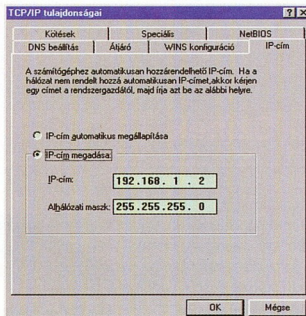 TCP/IP tulajdonságai
Kötések Speciális NetBIOS
DNS beállítás Átjáró WINS konfiguráció IP-cím
A számítógéphez automatikusan hozzárendelhető IP-cím. Ha a
hálózat nem rendelt hozzá automatikusan IP-címet,akkor kérjen
egy címet a rendszergazdától, majd írja azt be az alábbi helyre.
IP-cím automatikus megállapítása
IP-cím megadása:
IP-cím: 192.168. 1 . 2
Alhálózati maszk: 255.255.255. 0
OK Mégse